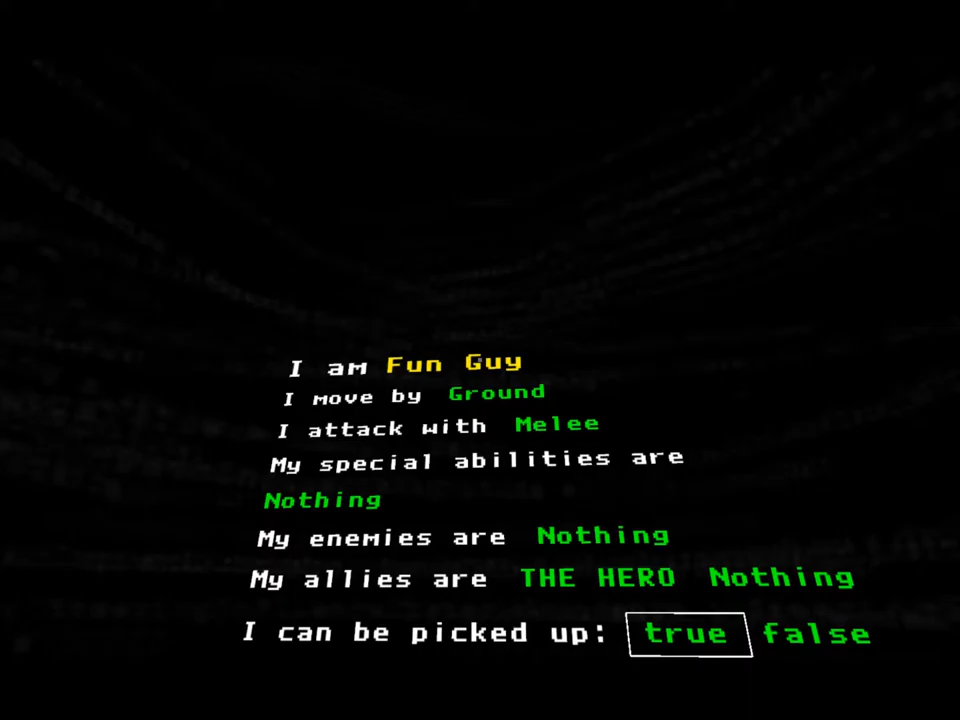 I am Fun Guy
I move by Ground
I attack with Melee
My special abilities are
Nothing
My enemies are Nothing
My allies are THE HERO Nothing
I can be picked up: true false